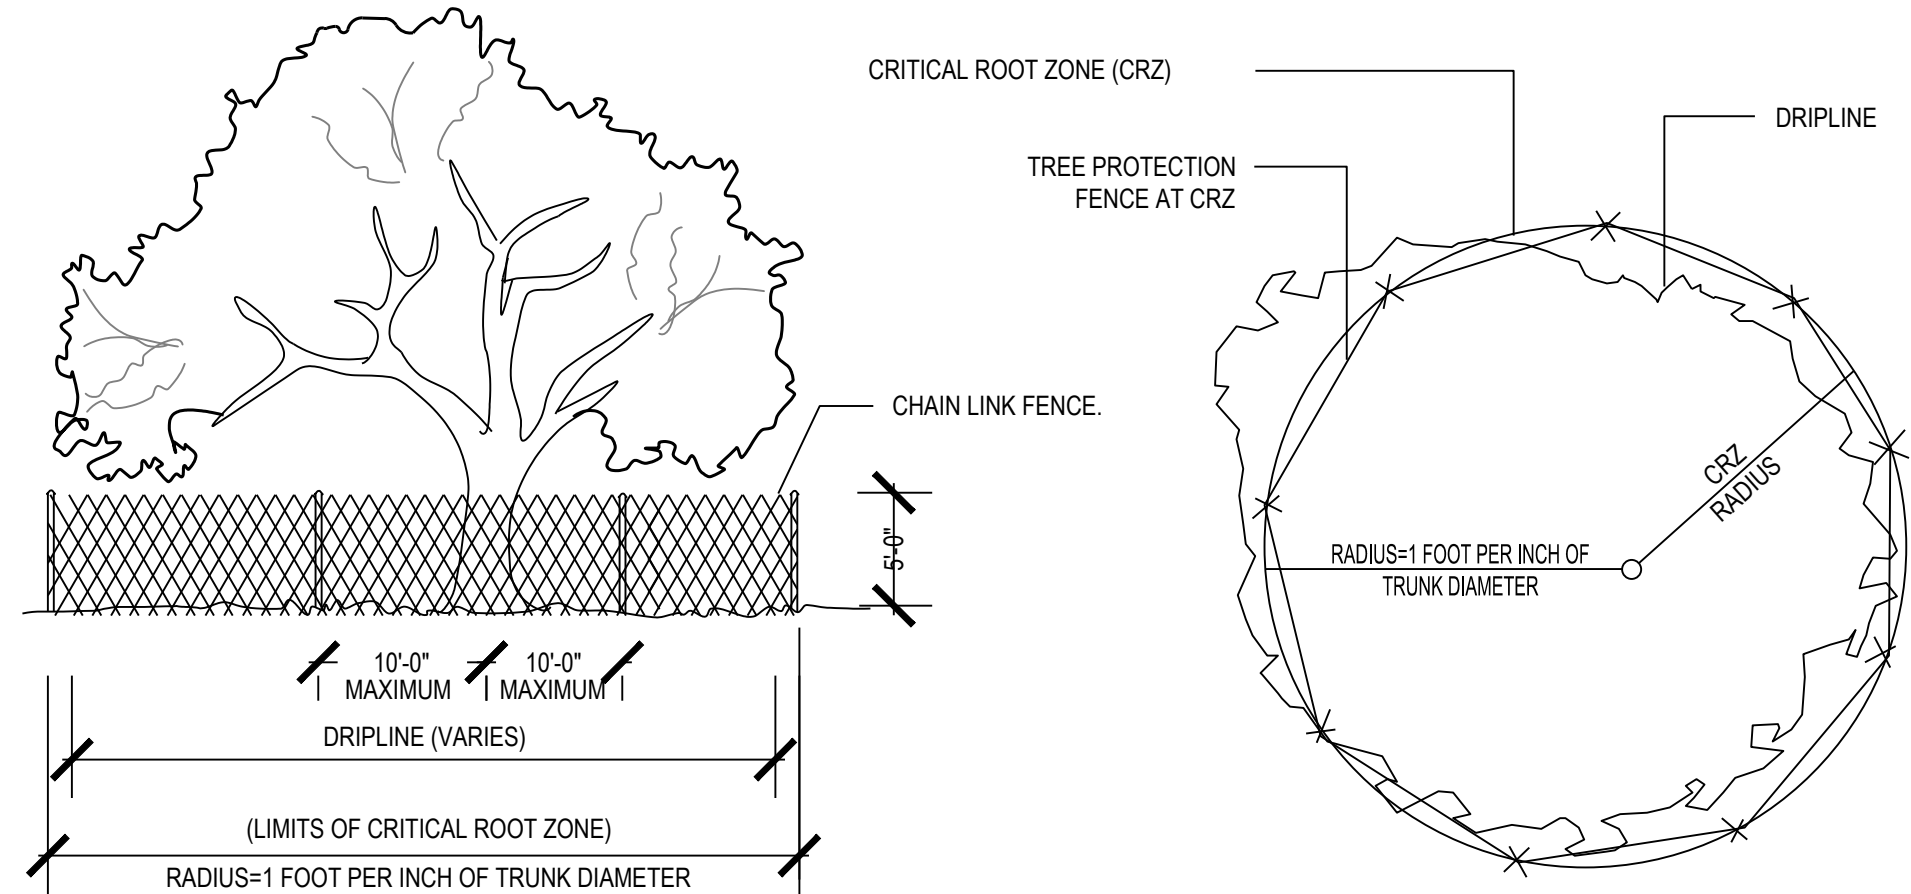 CRITICAL ROOT ZONE (CRZ)
DRIPLINE
TREE PROTECTION
FENCE AT CRZ
CHAIN LINK FENCE.
5'-0"
CRZ
RADIUS
RADIUS=1 FOOT PER INCH OF
TRUNK DIAMETER
10'-0"
MAXIMUM
10'-0"
MAXIMUM
DRIPLINE (VARIES)
(LIMITS OF CRITICAL ROOT ZONE)
RADIUS=1 FOOT PER INCH OF TRUNK DIAMETER